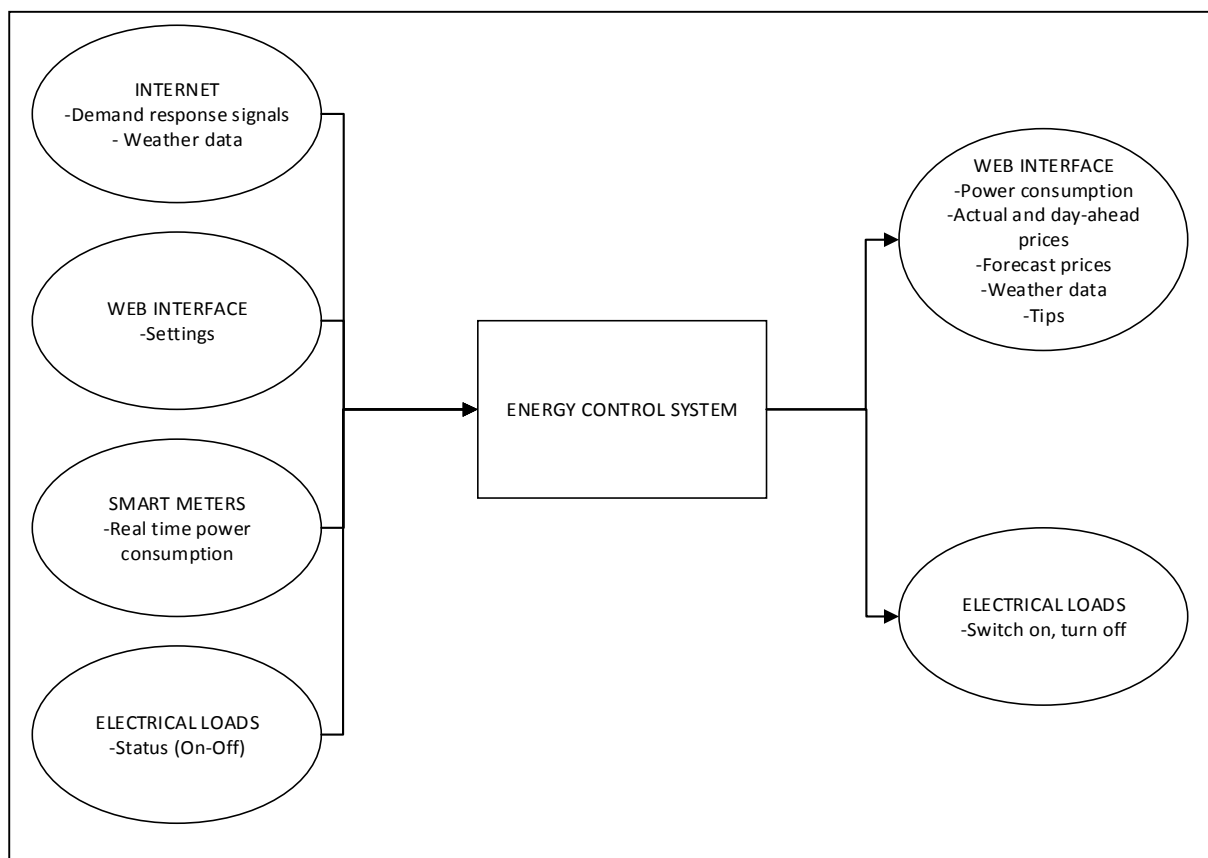 INTERNET
-Demand response signals
- Weather data
WEB INTERFACE
-Settings
SMART METERS
-Real time power
consumption
ELECTRICAL LOADS
-Status (On-Off)
ENERGY CONTROL SYSTEM
WEB INTERFACE
-Power consumption
-Actual and day-ahead
prices
-Forecast prices
-Weather data
-Tips
ELECTRICAL LOADS
-Switch on, turn off